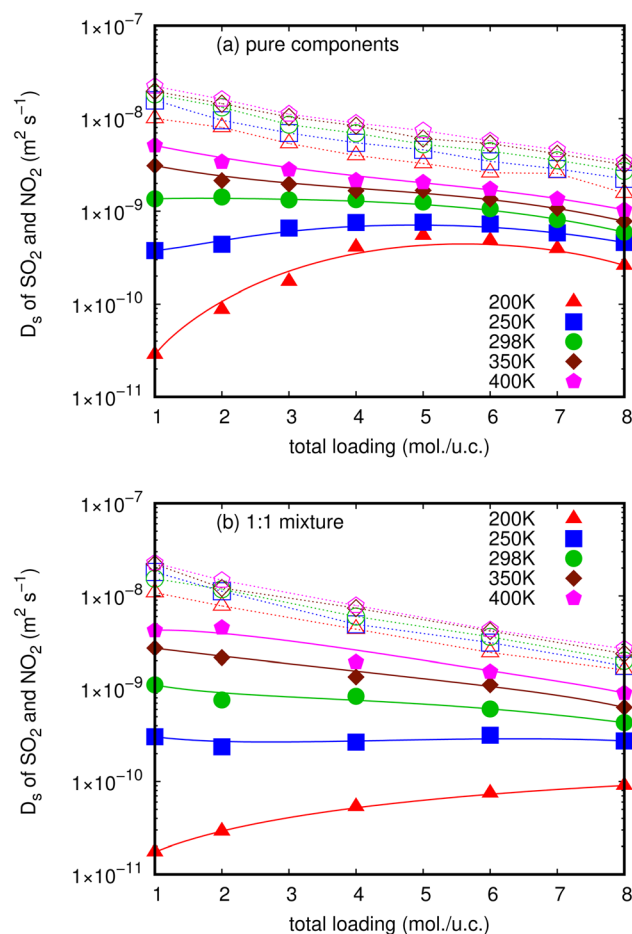 (a) pure components
1×10⁻⁷
1×10⁻⁸
1×10⁻⁹
1×10⁻¹⁰
1×10⁻¹¹
Dₛ of SO₂ and NO₂ (m² s⁻¹)
200K
250K
298K
350K
400K
1 2 3 4 5 6 7 8
total loading (mol./u.c.)
(b) 1:1 mixture
1×10⁻⁷
1×10⁻⁸
1×10⁻⁹
1×10⁻¹⁰
1×10⁻¹¹
Dₛ of SO₂ and NO₂ (m² s⁻¹)
200K
250K
298K
350K
400K
1 2 3 4 5 6 7 8
total loading (mol./u.c.)